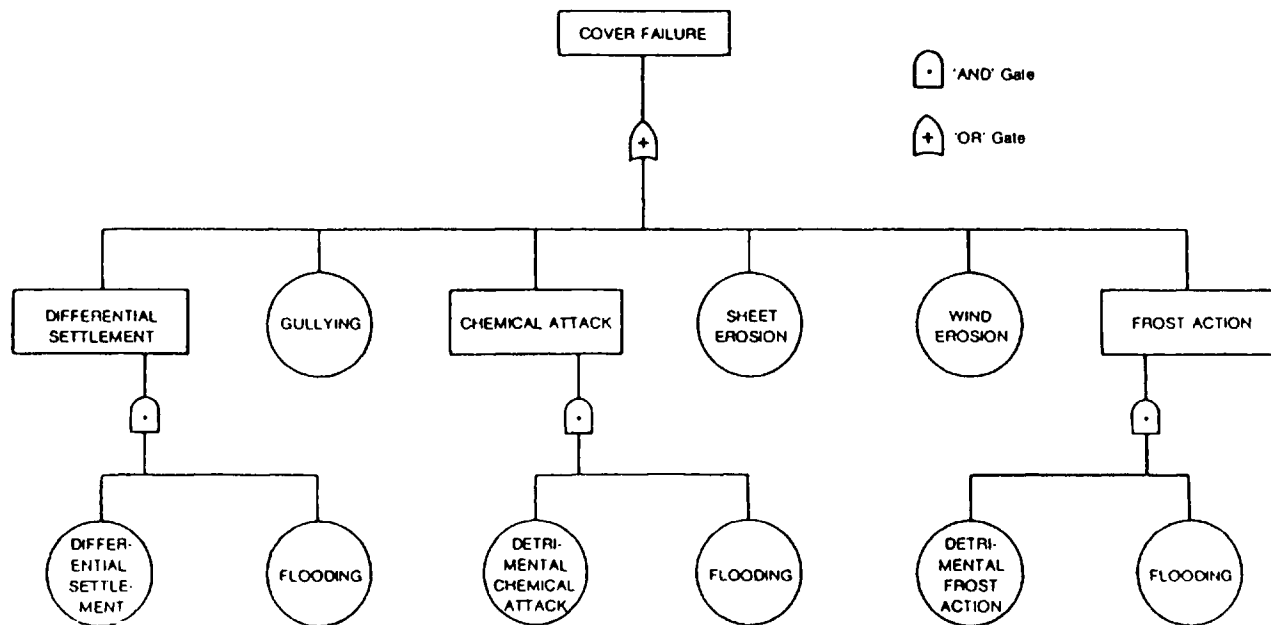 COVER FAILURE
'AND' Gate
'OR' Gate
DIFFERENTIAL
SETTLEMENT
GULLYING
CHEMICAL ATTACK
SHEET
EROSION
WIND
EROSION
FROST ACTION
DIFFER-
ENTIAL
SETTLE-
MENT
FLOODING
DETRI-
MENTAL
CHEMICAL
ATTACK
FLOODING
DETRI-
MENTAL
FROST
ACTION
FLOODING